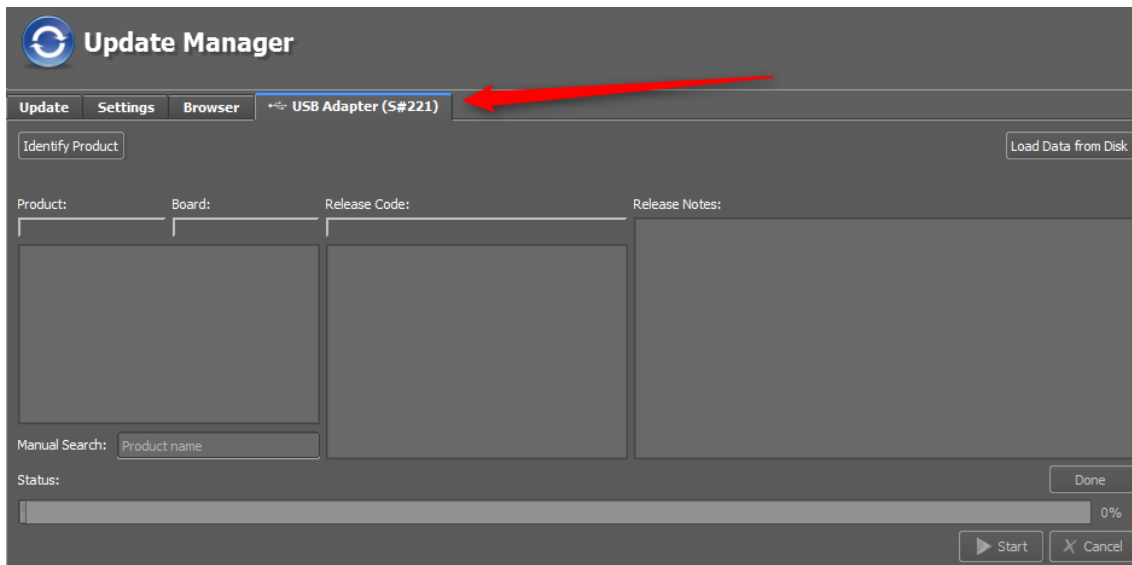 Update Manager
Update Settings Browser USB Adapter (S#221)
Identify Product Load Data from Disk
Product: Board: Release Code: Release Notes:
Manual Search: Product name
Status: Done
0%
Start Cancel